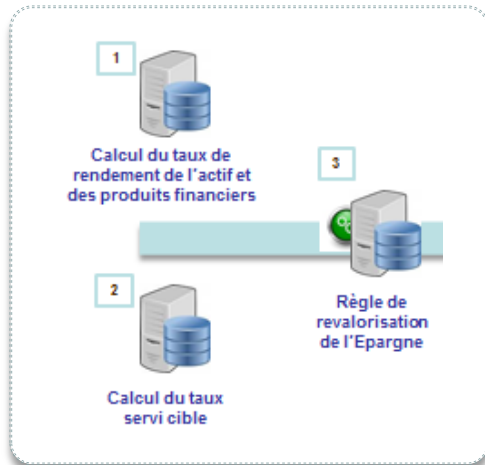 1
Calcul du taux de
rendement de l'actif et
des produits financiers
3
Règle de
revalorisation
de l'Epargne
2
Calcul du taux
servi cible